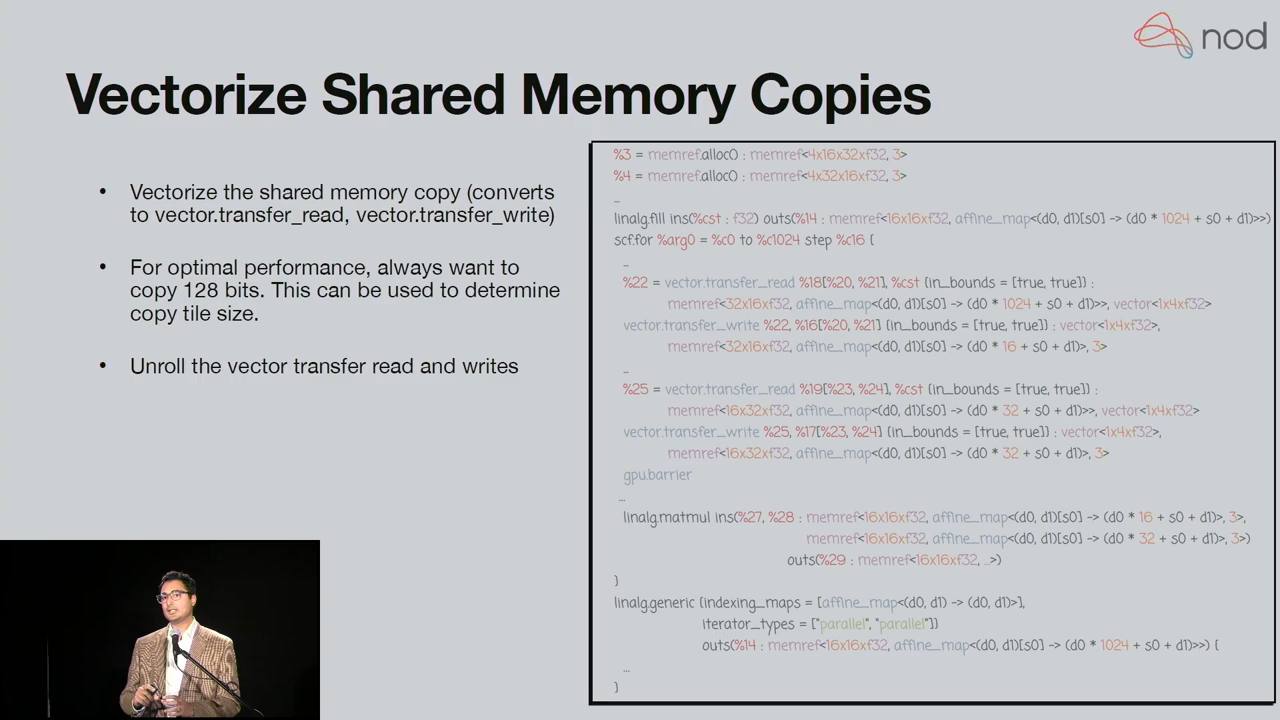 nod
Vectorize Shared Memory Copies
• Vectorize the shared memory copy (converts
to vector.transfer_read, vector.transfer_write)
• For optimal performance, always want to
copy 128 bits. This can be used to determine
copy tile size.
• Unroll the vector transfer read and writes
%3 = memref.alloc() : memref<4x16x32xf32, 3>
%4 = memref.alloc() : memref<4x32x16xf32, 3>
...
linalg.fill ins(%cst : f32) outs(%14 : memref<16x16xf32, affine_map<(d0, d1)[s0] -> (d0 * 1024 + s0 + d1)>>)
scf.for %arg0 = %c0 to %c1024 step %c16 {
...
%22 = vector.transfer_read %18[%20, %21], %cst {in_bounds = [true, true]} :
memref<32x16xf32, affine_map<(d0, d1)[s0] -> (d0 * 1024 + s0 + d1)>>, vector<1x4xf32>
vector.transfer_write %22, %16[%20, %21] {in_bounds = [true, true]} : vector<1x4xf32>,
memref<32x16xf32, affine_map<(d0, d1)[s0] -> (d0 * 16 + s0 + d1)>, 3>
...
%25 = vector.transfer_read %19[%23, %24], %cst {in_bounds = [true, true]} :
memref<16x32xf32, affine_map<(d0, d1)[s0] -> (d0 * 32 + s0 + d1)>>, vector<1x4xf32>
vector.transfer_write %25, %17[%23, %24] {in_bounds = [true, true]} : vector<1x4xf32>,
memref<16x32xf32, affine_map<(d0, d1)[s0] -> (d0 * 32 + s0 + d1)>, 3>
gpu.barrier
...
linalg.matmul ins(%27, %28 : memref<16x16xf32, affine_map<(d0, d1)[s0] -> (d0 * 16 + s0 + d1)>, 3>,
memref<16x16xf32, affine_map<(d0, d1)[s0] -> (d0 * 32 + s0 + d1)>, 3>)
outs(%29 : memref<16x16xf32, ...>)
}
linalg.generic {indexing_maps = [affine_map<(d0, d1) -> (d0, d1)>],
iterator_types = ["parallel", "parallel"]}
outs(%14 : memref<16x16xf32, affine_map<(d0, d1)[s0] -> (d0 * 1024 + s0 + d1)>>) {
...
}